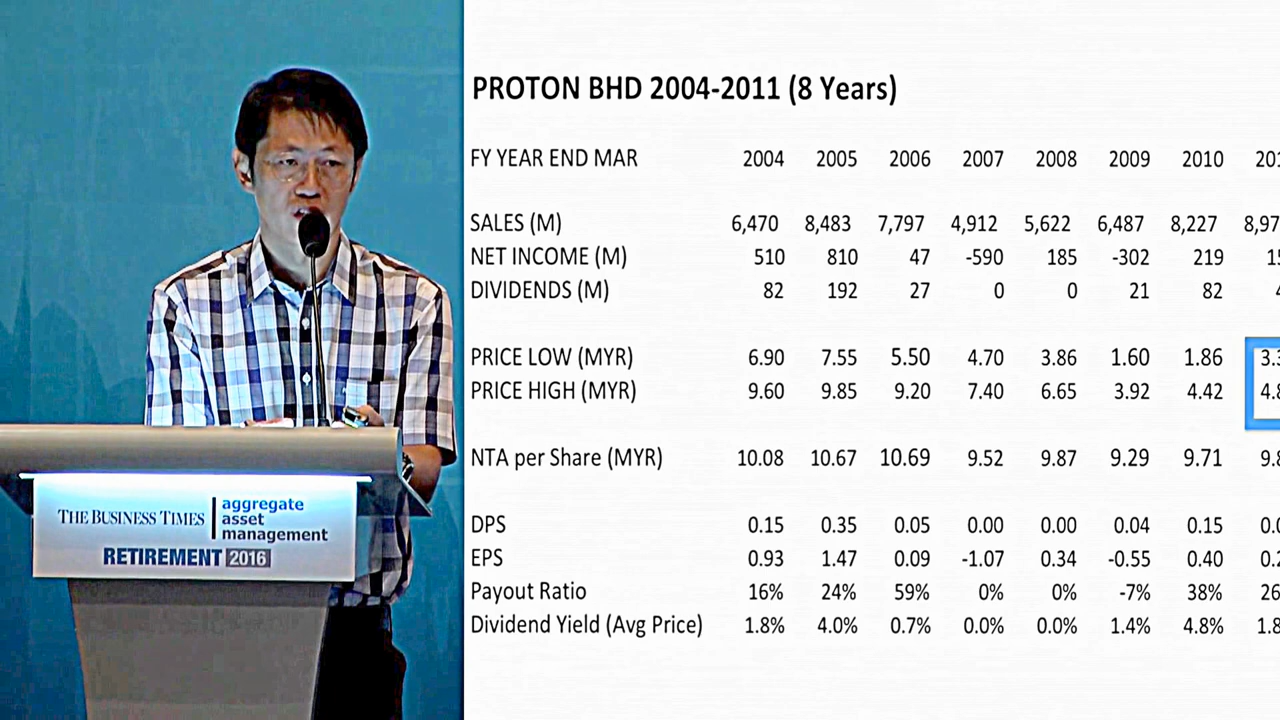 PROTON BHD 2004-2011 (8 Years)
FY YEAR END MAR 2004 2005 2006 2007 2008 2009 2010
SALES (M) 6,470 8,483 7,797 4,912 5,622 6,487 8,227
NET INCOME (M) 510 810 47 -590 185 -302 219
DIVIDENDS (M) 82 192 27 0 0 21 82
PRICE LOW (MYR) 6.90 7.55 5.50 4.70 3.86 1.60 1.86
PRICE HIGH (MYR) 9.60 9.85 9.20 7.40 6.65 3.92 4.42
NTA per Share (MYR) 10.08 10.67 10.69 9.52 9.87 9.29 9.71
DPS 0.15 0.35 0.05 0.00 0.00 0.04 0.15
EPS 0.93 1.47 0.09 -1.07 0.34 -0.55 0.40
Payout Ratio 16% 24% 59% 0% 0% -7% 38%
Dividend Yield (Avg Price) 1.8% 4.0% 0.7% 0.0% 0.0% 1.4% 4.8%
THE BUSINESS TIMES
aggregate
asset
management
RETIREMENT 2016